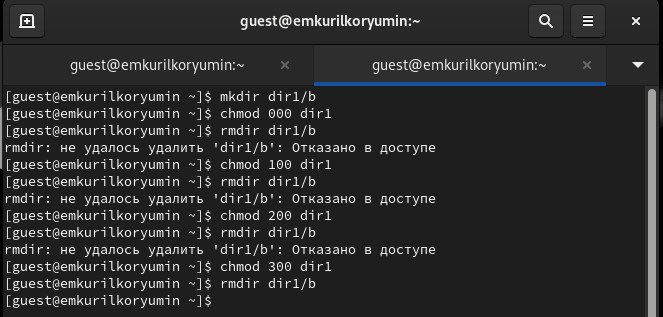 guest@emkurilkoryumin:~
guest@emkurilkoryumin:~
guest@emkurilkoryumin:~
[guest@emkurilkoryumin ~]$ mkdir dir1/b
[guest@emkurilkoryumin ~]$ chmod 000 dir1
[guest@emkurilkoryumin ~]$ rmdir dir1/b
rmdir: не удалось удалить 'dir1/b': Отказано в доступе
[guest@emkurilkoryumin ~]$ chmod 100 dir1
[guest@emkurilkoryumin ~]$ rmdir dir1/b
rmdir: не удалось удалить 'dir1/b': Отказано в доступе
[guest@emkurilkoryumin ~]$ chmod 200 dir1
[guest@emkurilkoryumin ~]$ rmdir dir1/b
rmdir: не удалось удалить 'dir1/b': Отказано в доступе
[guest@emkurilkoryumin ~]$ chmod 300 dir1
[guest@emkurilkoryumin ~]$ rmdir dir1/b
[guest@emkurilkoryumin ~]$